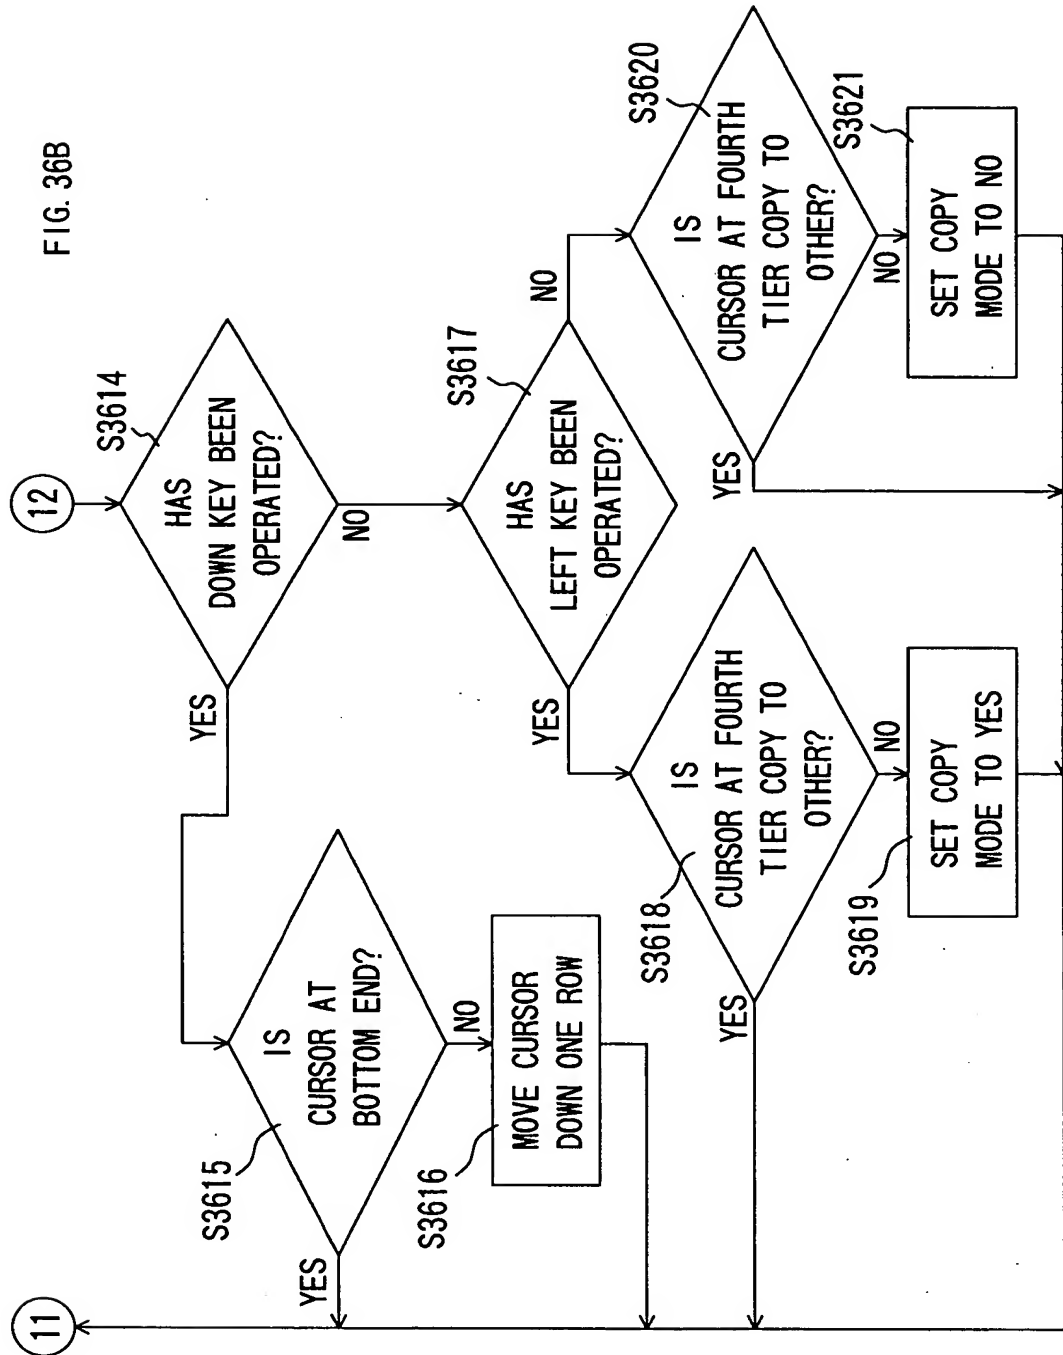 FIG. 36B
12
S3614
HAS
DOWN KEY BEEN
OPERATED?
YES
NO
11
S3615
IS
CURSOR AT
BOTTOM END?
YES
NO
S3616
MOVE CURSOR
DOWN ONE ROW
S3617
HAS
LEFT KEY BEEN
OPERATED?
YES
NO
S3618
IS
CURSOR AT FOURTH
TIER COPY TO
OTHER?
YES
NO
S3619
SET COPY
MODE TO YES
S3620
IS
CURSOR AT FOURTH
TIER COPY TO
OTHER?
YES
NO
S3621
SET COPY
MODE TO NO